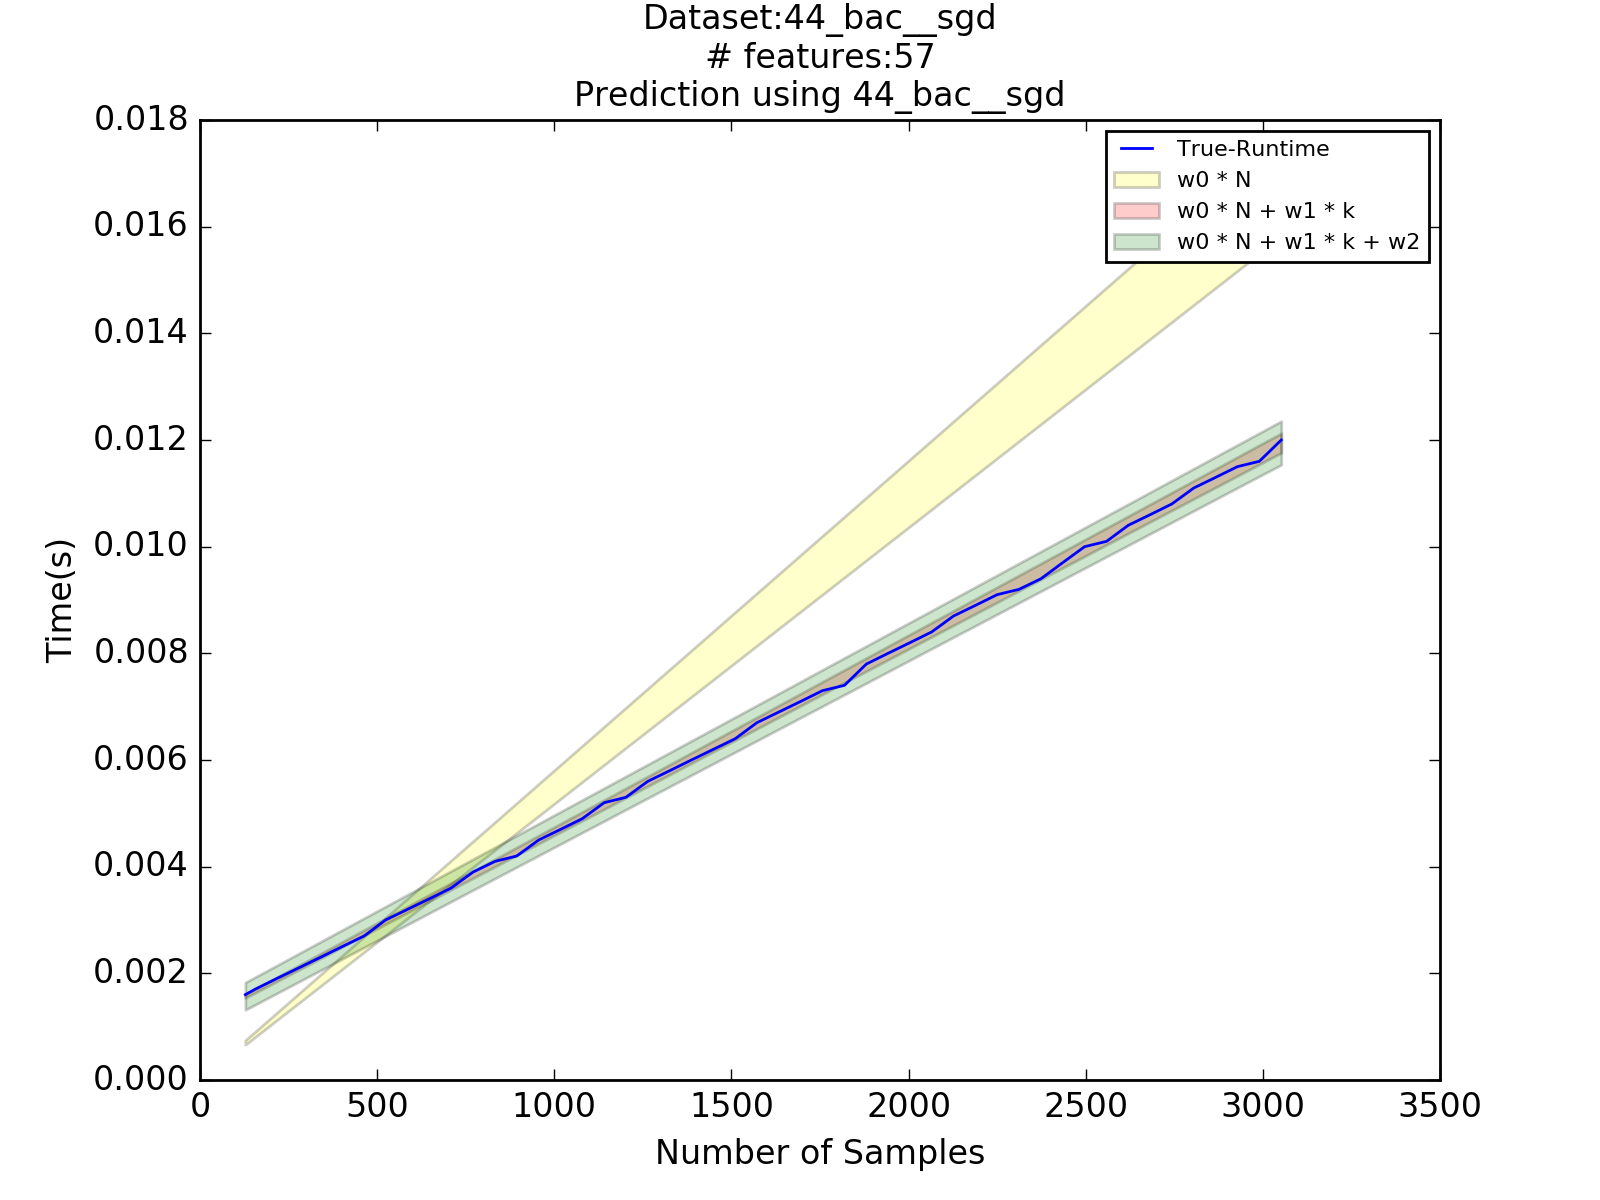 Dataset:44_bac__sgd
# features:57
Prediction using 44_bac__sgd
0.018
0.016
0.014
0.012
0.010
0.008
0.006
0.004
0.002
0.000
Time(s)
True-Runtime
w0 * N
w0 * N + w1 * k
w0 * N + w1 * k + w2
0 500 1000 1500 2000 2500 3000 3500
Number of Samples